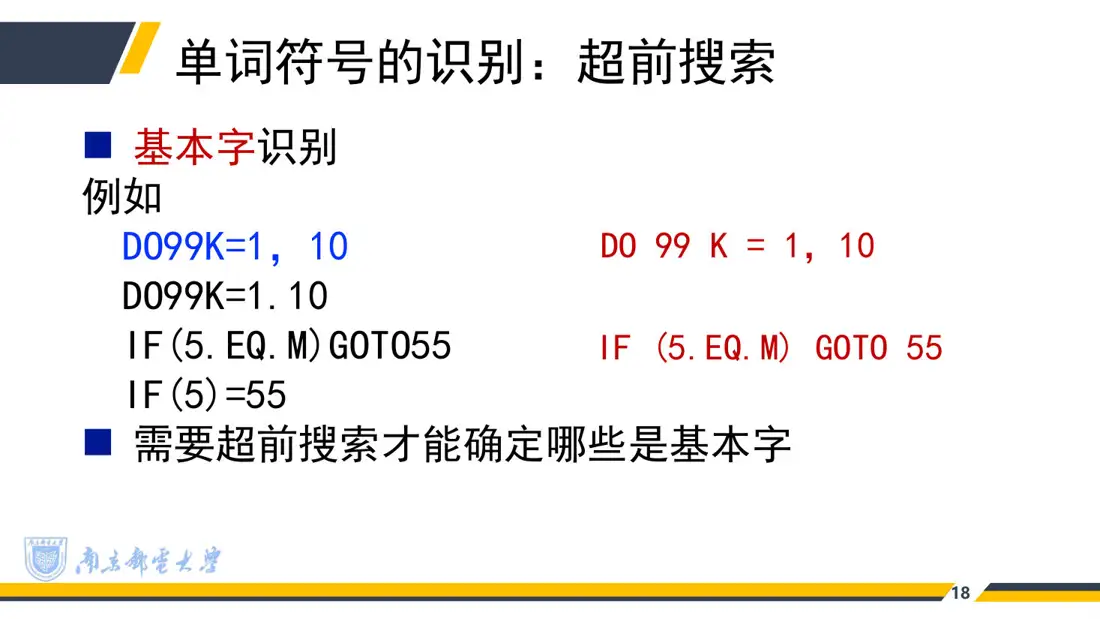 单词符号的识别：超前搜索
基本字识别
例如
DO99K=1，10
DO 99 K = 1，10
DO99K=1.10
IF(5.EQ.M)GOTO55
IF (5.EQ.M) GOTO 55
IF(5)=55
需要超前搜索才能确定哪些是基本字
南京邮电大学
18